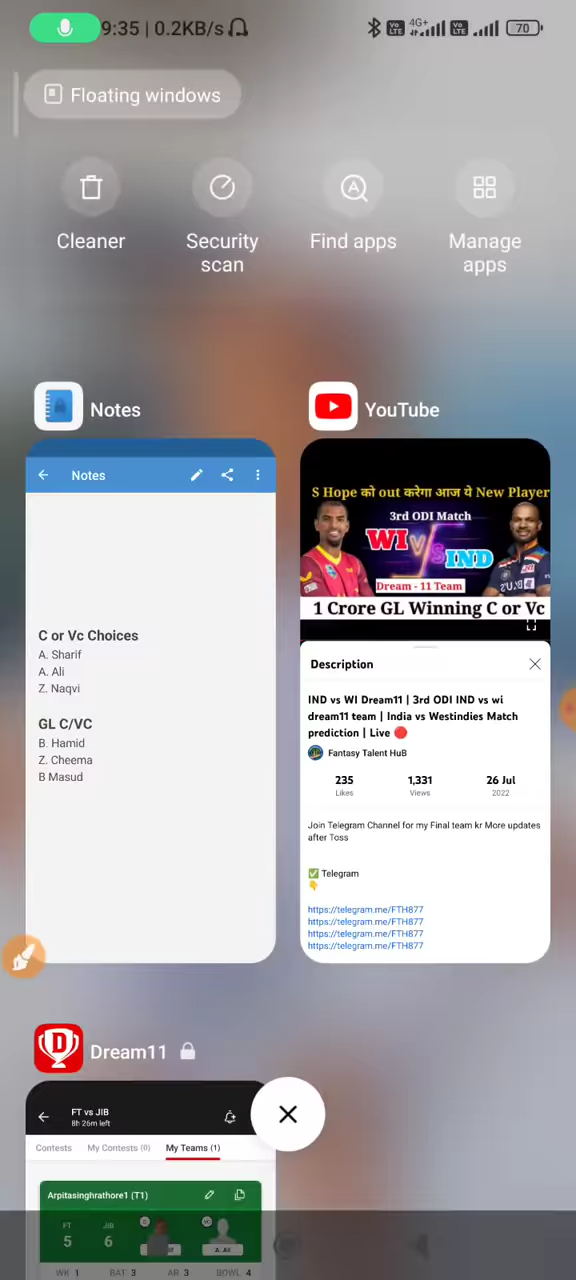 9:35 | 0.2KB/s
Vo LTE 4G+ Vo LTE 70
Floating windows
Cleaner
Security scan
Find apps
Manage apps
Notes
Notes
C or Vc Choices
A. Sharif
A. Ali
Z. Naqvi
GL C/VC
B. Hamid
Z. Cheema
B Masud
YouTube
S Hope को out करेगा आज ये New Player
3rd ODI Match
WI vs IND
Dream - 11 Team
1 Crore GL Winning C or Vc
Description
IND vs WI Dream11 | 3rd ODI IND vs wi
dream11 team | India vs Westindies Match
prediction | Live 🔴
Fantasy Talent HuB
235 1,331 26 Jul
Likes Views 2022
Join Telegram Channel for my Final team kr More updates
after Toss
✅ Telegram
👇
https://telegram.me/FTH877
https://telegram.me/FTH877
https://telegram.me/FTH877
https://telegram.me/FTH877
Dream11
FT vs JIB
8h 26m left
Contests My Contests (0) My Teams (1)
Arpitasinghrathore1 (T1)
FT JIB C VC
5 6 A. Ali
WK 1 BAT 3 AR 3 BOWL 4